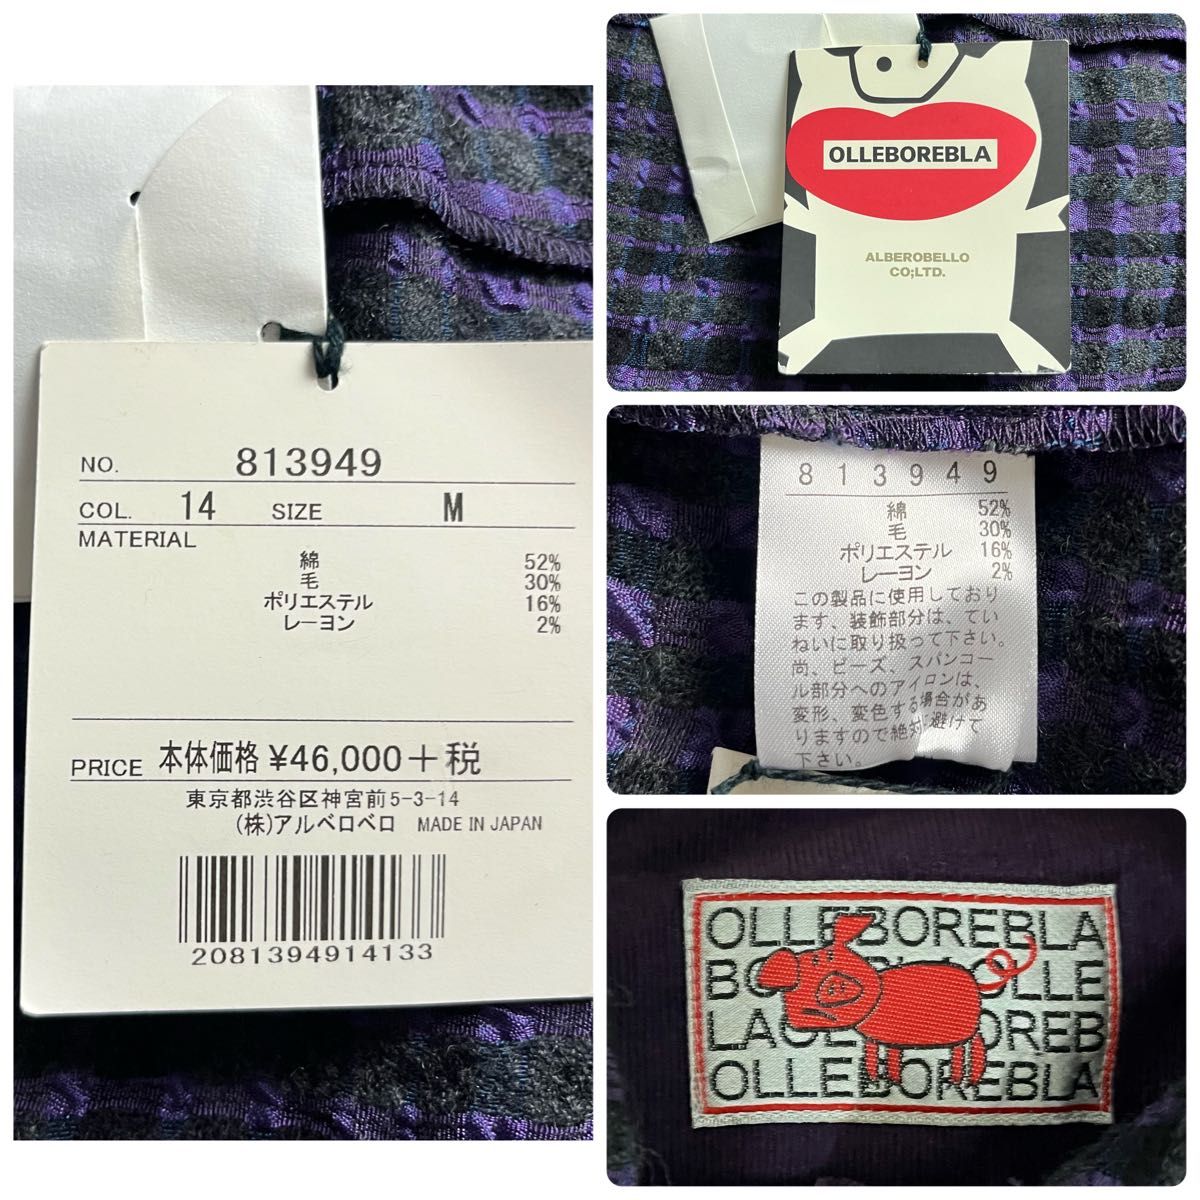 NO. 813949
COL. 14 SIZE M
MATERIAL
綿 52%
毛 30%
ポリエステル 16%
レーヨン 2%
PRICE 本体価格 ¥46,000+税
東京都渋谷区神宮前5-3-14
(株)アルベロベロ MADE IN JAPAN
2081394914133
OLLEBOREBLA
ALBEROBELLO
CO;LTD.
813949
綿 52%
毛 30%
ポリエステル 16%
レーヨン 2%
この製品に使用しており
ます、装飾部分は、てい
ねいに取り扱って下さい。
尚、ビーズ、スパンコー
ル部分へのアイロンは、
変形、変色する場合があ
りますので絶対避けて
下さい。
OLLEBOREBLA
OLLE
OREB
OLLEBOREBLA